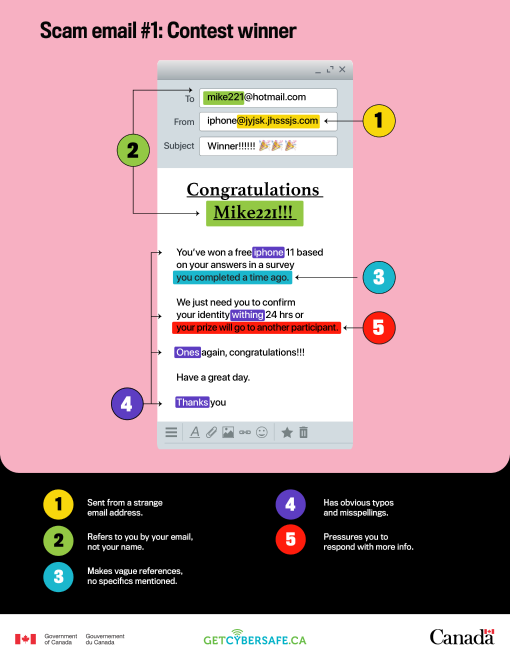 Scam email #1: Contest winner
To mike221@hotmail.com
From iphone@jyjsk.jhsssjs.com
1
Subject Winner!!!!!! 🎉🎉🎉
2
Congratulations
Mike221!!!
You've won a free iphone 11 based
on your answers in a survey
you completed a time ago.
3
We just need you to confirm
your identity withing 24 hrs or
your prize will go to another participant.
5
Ones again, congratulations!!!
Have a great day.
4
Thanks you
A
1
Sent from a strange
email address.
2
Refers to you by your email,
not your name.
3
Makes vague references,
no specifics mentioned.
4
Has obvious typos
and misspellings.
5
Pressures you to
respond with more info.
Government
of Canada
Gouvernement
du Canada
GETCYBERSAFE.CA
Canada